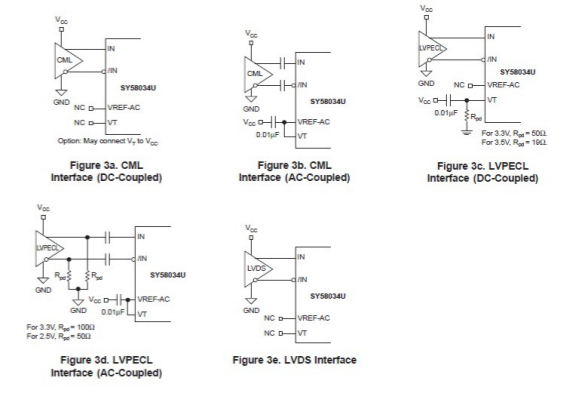 Vcc
CML
IN
/IN
SY58034U
GND
NC
VREF-AC
NC
VT
Option: May connect VT to Vcc
Figure 3a. CML
Interface (DC-Coupled)
Vcc
CML
IN
/IN
SY58034U
GND
Vcc
VREF-AC
0.01µF
VT
Figure 3b. CML
Interface (AC-Coupled)
Vcc
LVPECL
IN
/IN
SY58034U
GND
NC
VREF-AC
Vcc
VT
0.01µF
Rpd
For 3.3V, Rpd = 50Ω.
For 3.5V, Rpd = 19Ω.
Figure 3c. LVPECL
Interface (DC-Coupled)
Vcc
LVPECL
IN
/IN
Rpd
Rpd
SY58034U
GND
GND
Vcc
VREF-AC
0.01µF
VT
For 3.3V, Rpd = 100Ω
For 2.5V, Rpd = 50Ω
Figure 3d. LVPECL
Interface (AC-Coupled)
Vcc
LVDS
IN
/IN
SY58034U
GND
NC
VREF-AC
NC
VT
Figure 3e. LVDS Interface